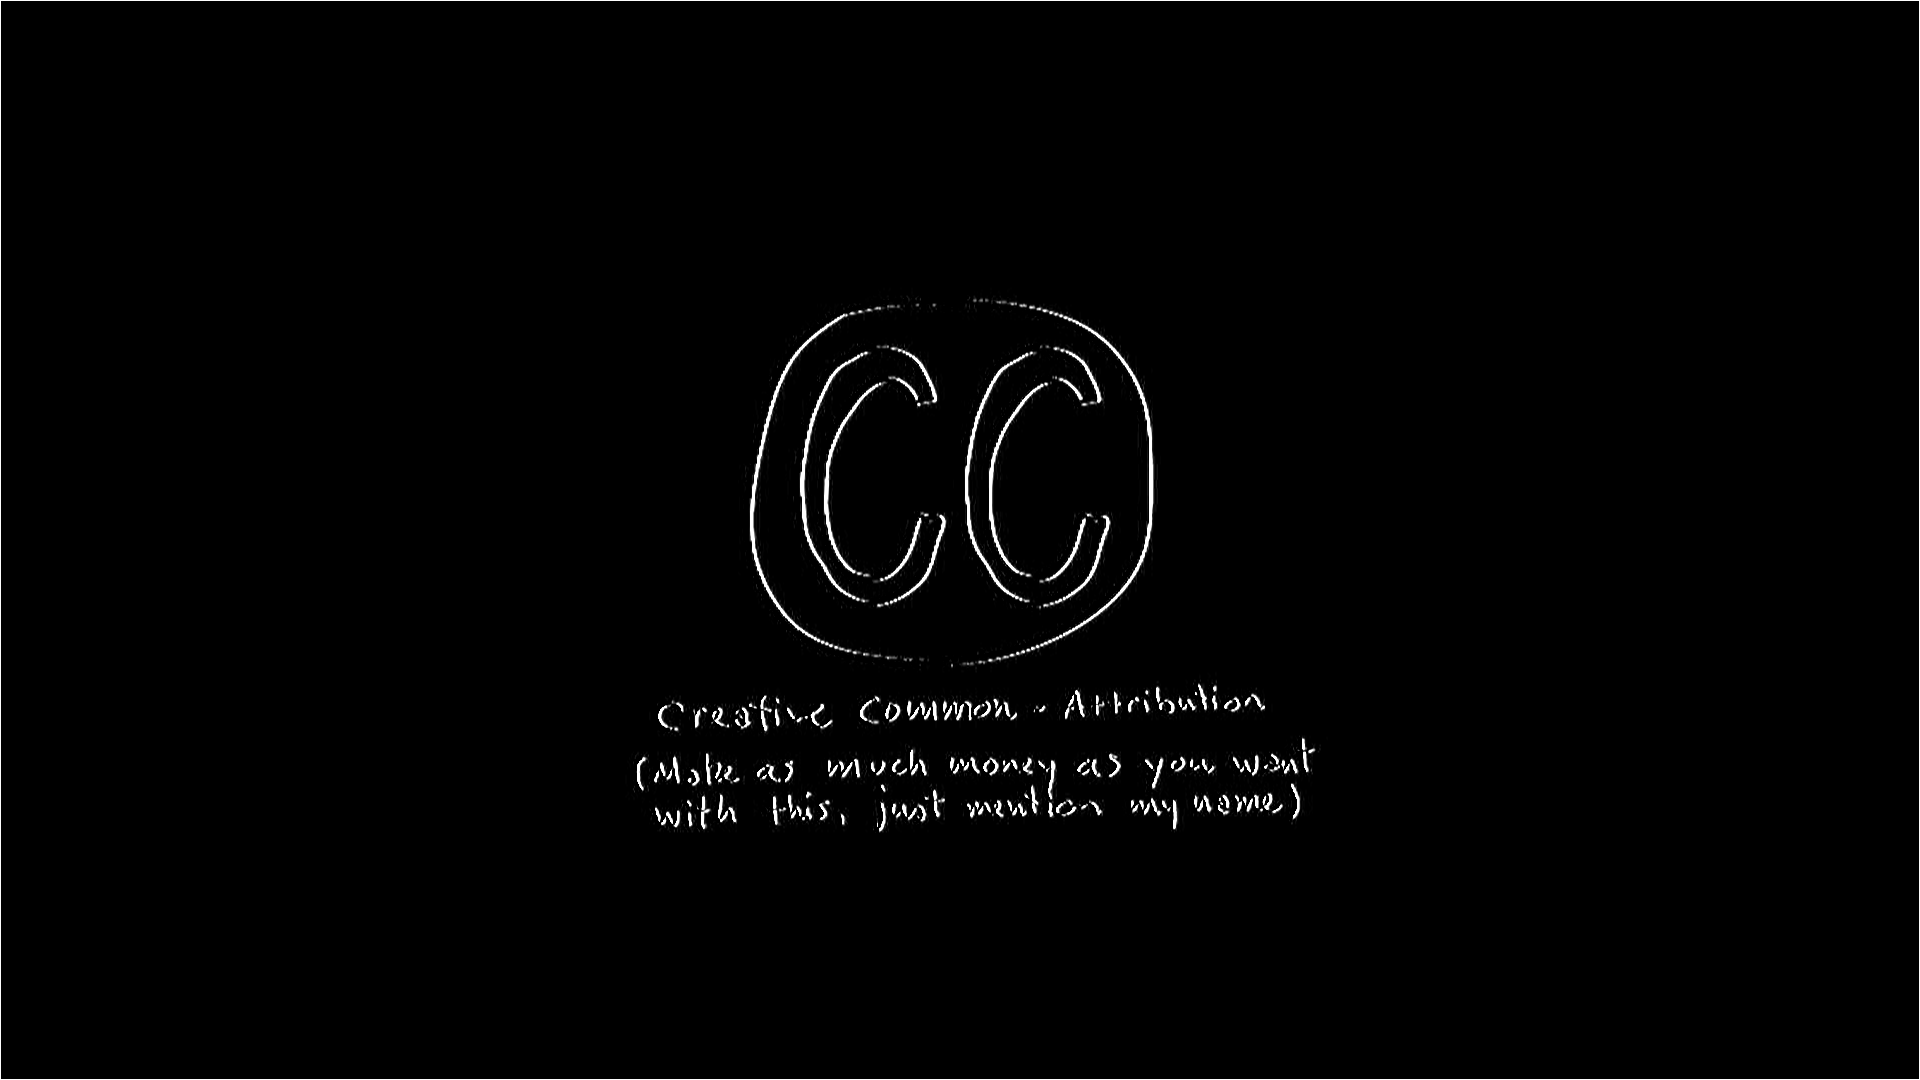 CC
Creative Common - Attribution
(Make as much money as you want
with this, just mention my name)